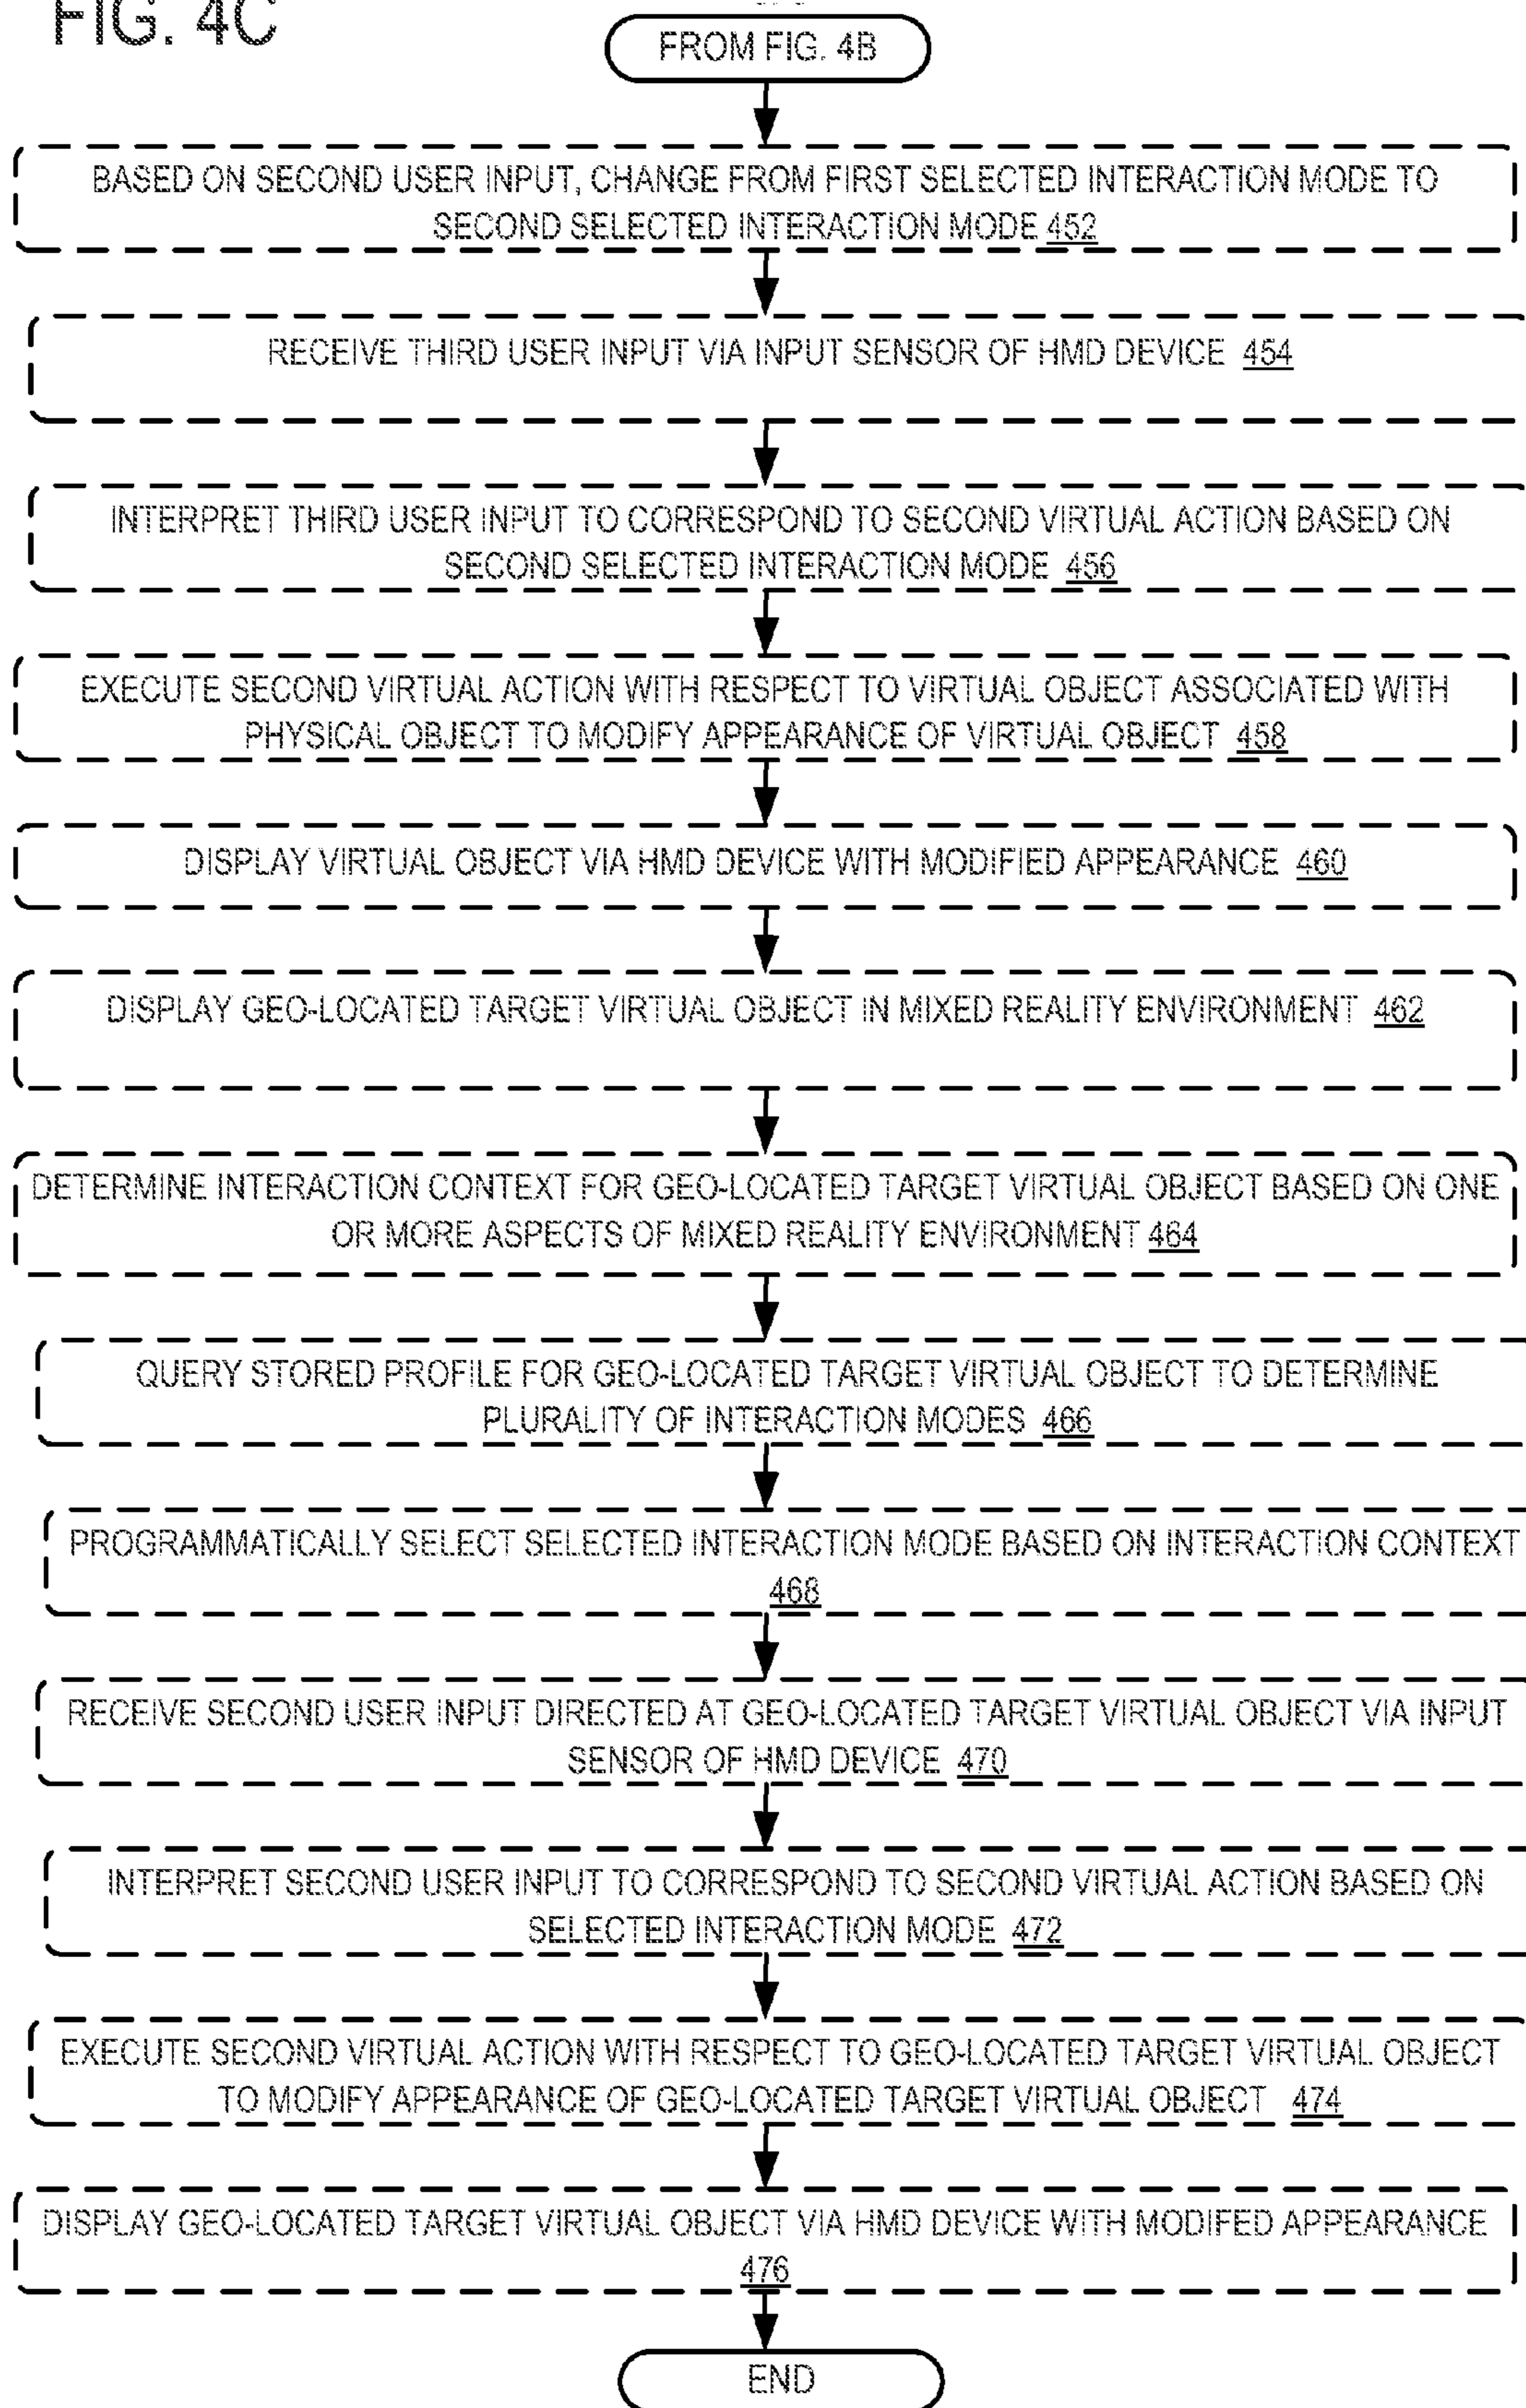 FIG. 4C
FROM FIG. 4B
BASED ON SECOND USER INPUT, CHANGE FROM FIRST SELECTED INTERACTION MODE TO
SECOND SELECTED INTERACTION MODE 452
RECEIVE THIRD USER INPUT VIA INPUT SENSOR OF HMD DEVICE 454
INTERPRET THIRD USER INPUT TO CORRESPOND TO SECOND VIRTUAL ACTION BASED ON
SECOND SELECTED INTERACTION MODE 456
EXECUTE SECOND VIRTUAL ACTION WITH RESPECT TO VIRTUAL OBJECT ASSOCIATED WITH
PHYSICAL OBJECT TO MODIFY APPEARANCE OF VIRTUAL OBJECT 458
DISPLAY VIRTUAL OBJECT VIA HMD DEVICE WITH MODIFIED APPEARANCE 460
DISPLAY GEO-LOCATED TARGET VIRTUAL OBJECT IN MIXED REALITY ENVIRONMENT 462
DETERMINE INTERACTION CONTEXT FOR GEO-LOCATED TARGET VIRTUAL OBJECT BASED ON ONE
OR MORE ASPECTS OF MIXED REALITY ENVIRONMENT 464
QUERY STORED PROFILE FOR GEO-LOCATED TARGET VIRTUAL OBJECT TO DETERMINE
PLURALITY OF INTERACTION MODES 466
PROGRAMMATICALLY SELECT SELECTED INTERACTION MODE BASED ON INTERACTION CONTEXT
468
RECEIVE SECOND USER INPUT DIRECTED AT GEO-LOCATED TARGET VIRTUAL OBJECT VIA INPUT
SENSOR OF HMD DEVICE 470
INTERPRET SECOND USER INPUT TO CORRESPOND TO SECOND VIRTUAL ACTION BASED ON
SELECTED INTERACTION MODE 472
EXECUTE SECOND VIRTUAL ACTION WITH RESPECT TO GEO-LOCATED TARGET VIRTUAL OBJECT
TO MODIFY APPEARANCE OF GEO-LOCATED TARGET VIRTUAL OBJECT 474
DISPLAY GEO-LOCATED TARGET VIRTUAL OBJECT VIA HMD DEVICE WITH MODIFED APPEARANCE
476
END